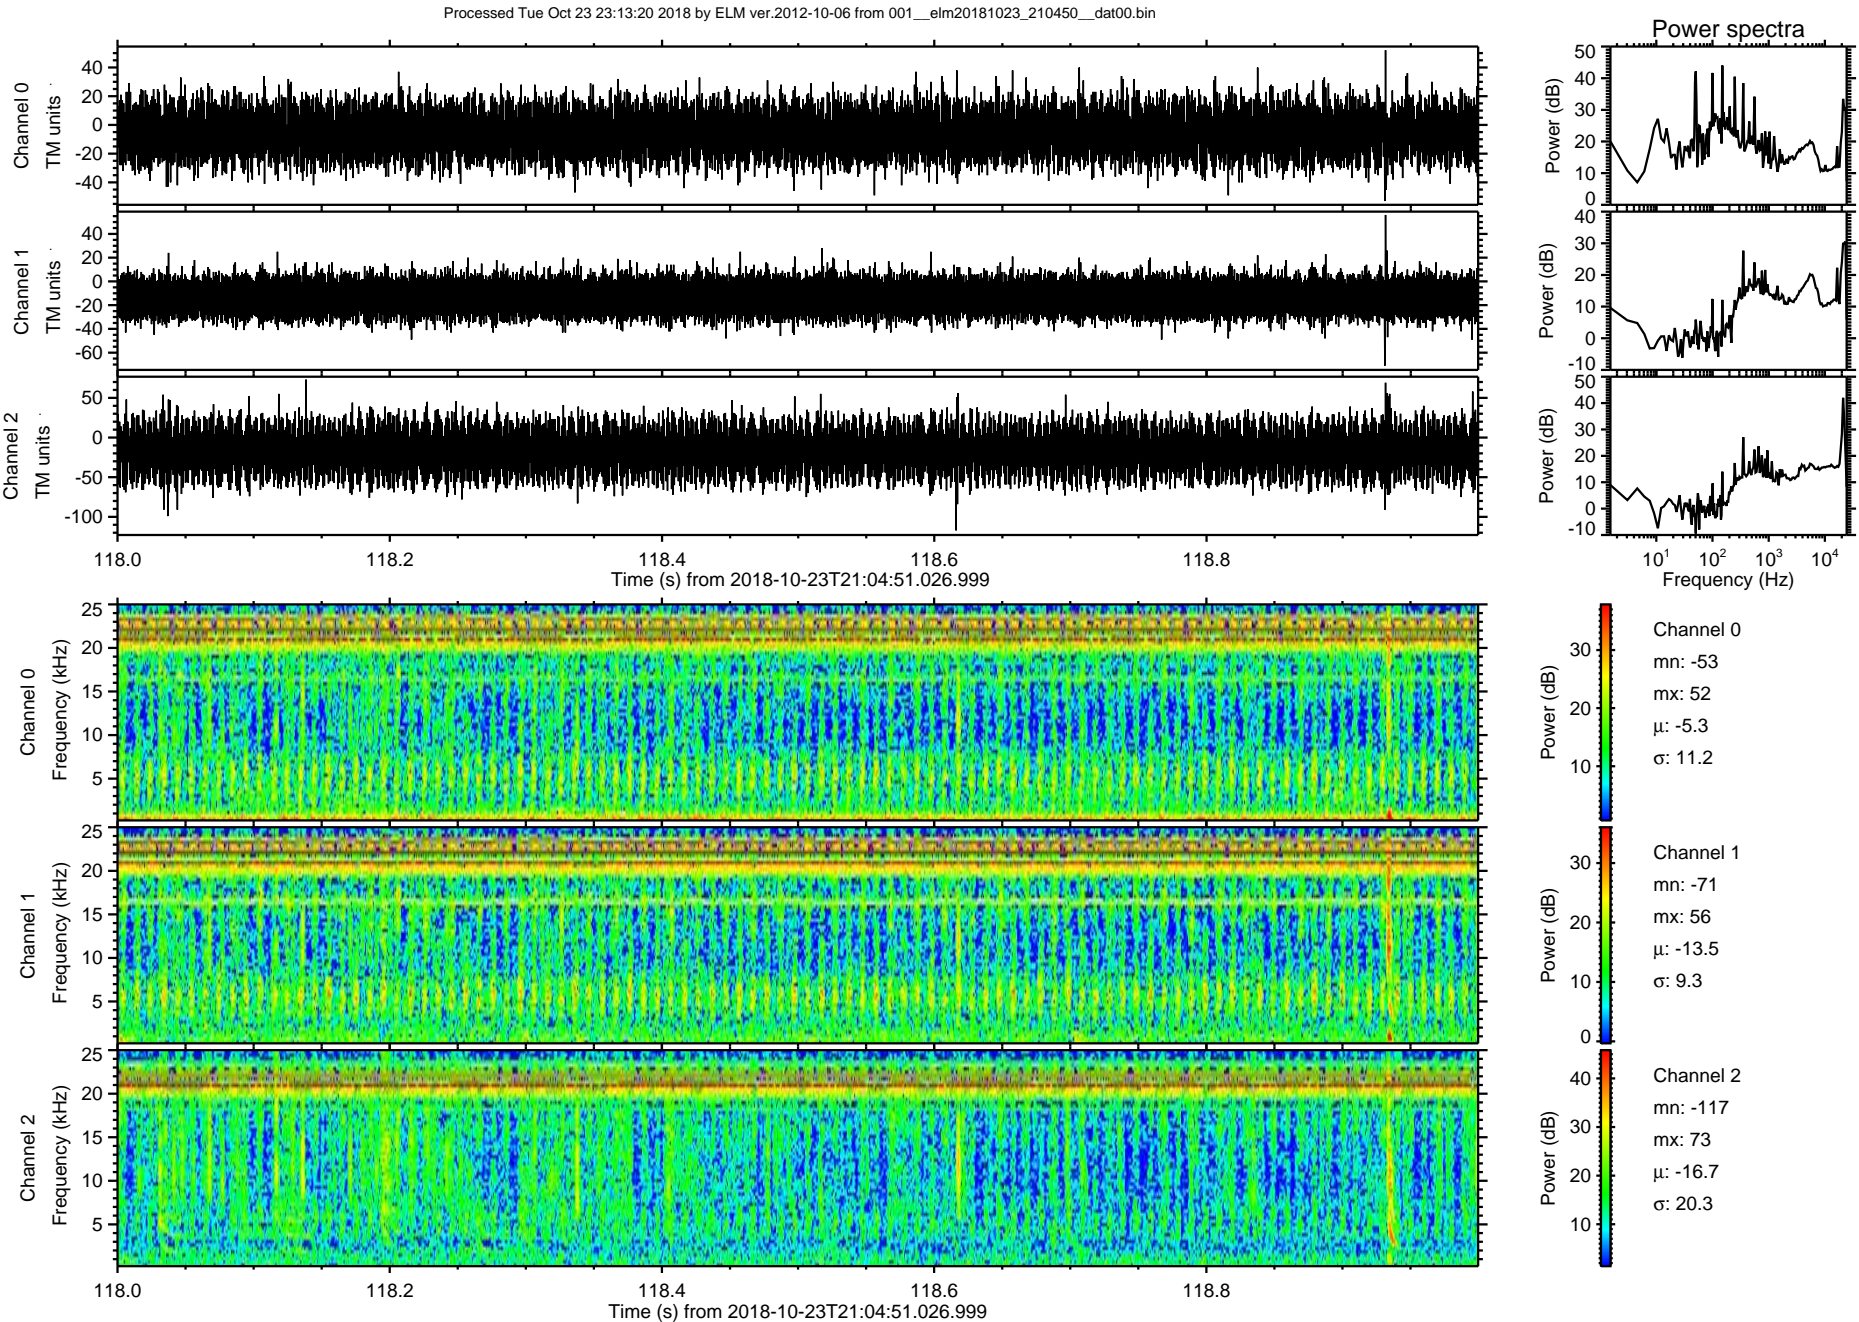 Processed Tue Oct 23 23:13:20 2018 by ELM ver.2012-10-06 from 001__elm20181023_210450__dat00.bin
Power spectra
Channel 0
TM units
40
20
0
-20
-40
Power (dB)
50
40
30
20
10
0
Channel 1
TM units
40
20
0
-20
-40
-60
Power (dB)
40
30
20
10
0
-10
Channel 2
TM units
50
0
-50
-100
Power (dB)
50
40
30
20
10
0
-10
118.0 118.2 118.4 118.6 118.8
Time (s) from 2018-10-23T21:04:51.026.999
10¹ 10² 10³ 10⁴
Frequency (Hz)
Channel 0
Frequency (kHz)
25
20
15
10
5
Power (dB)
30
20
10
Channel 0
mn: -53
mx: 52
μ: -5.3
σ: 11.2
Channel 1
Frequency (kHz)
25
20
15
10
5
Power (dB)
30
20
10
0
Channel 1
mn: -71
mx: 56
μ: -13.5
σ: 9.3
Channel 2
Frequency (kHz)
25
20
15
10
5
Power (dB)
40
30
20
10
Channel 2
mn: -117
mx: 73
μ: -16.7
σ: 20.3
118.0 118.2 118.4 118.6 118.8
Time (s) from 2018-10-23T21:04:51.026.999